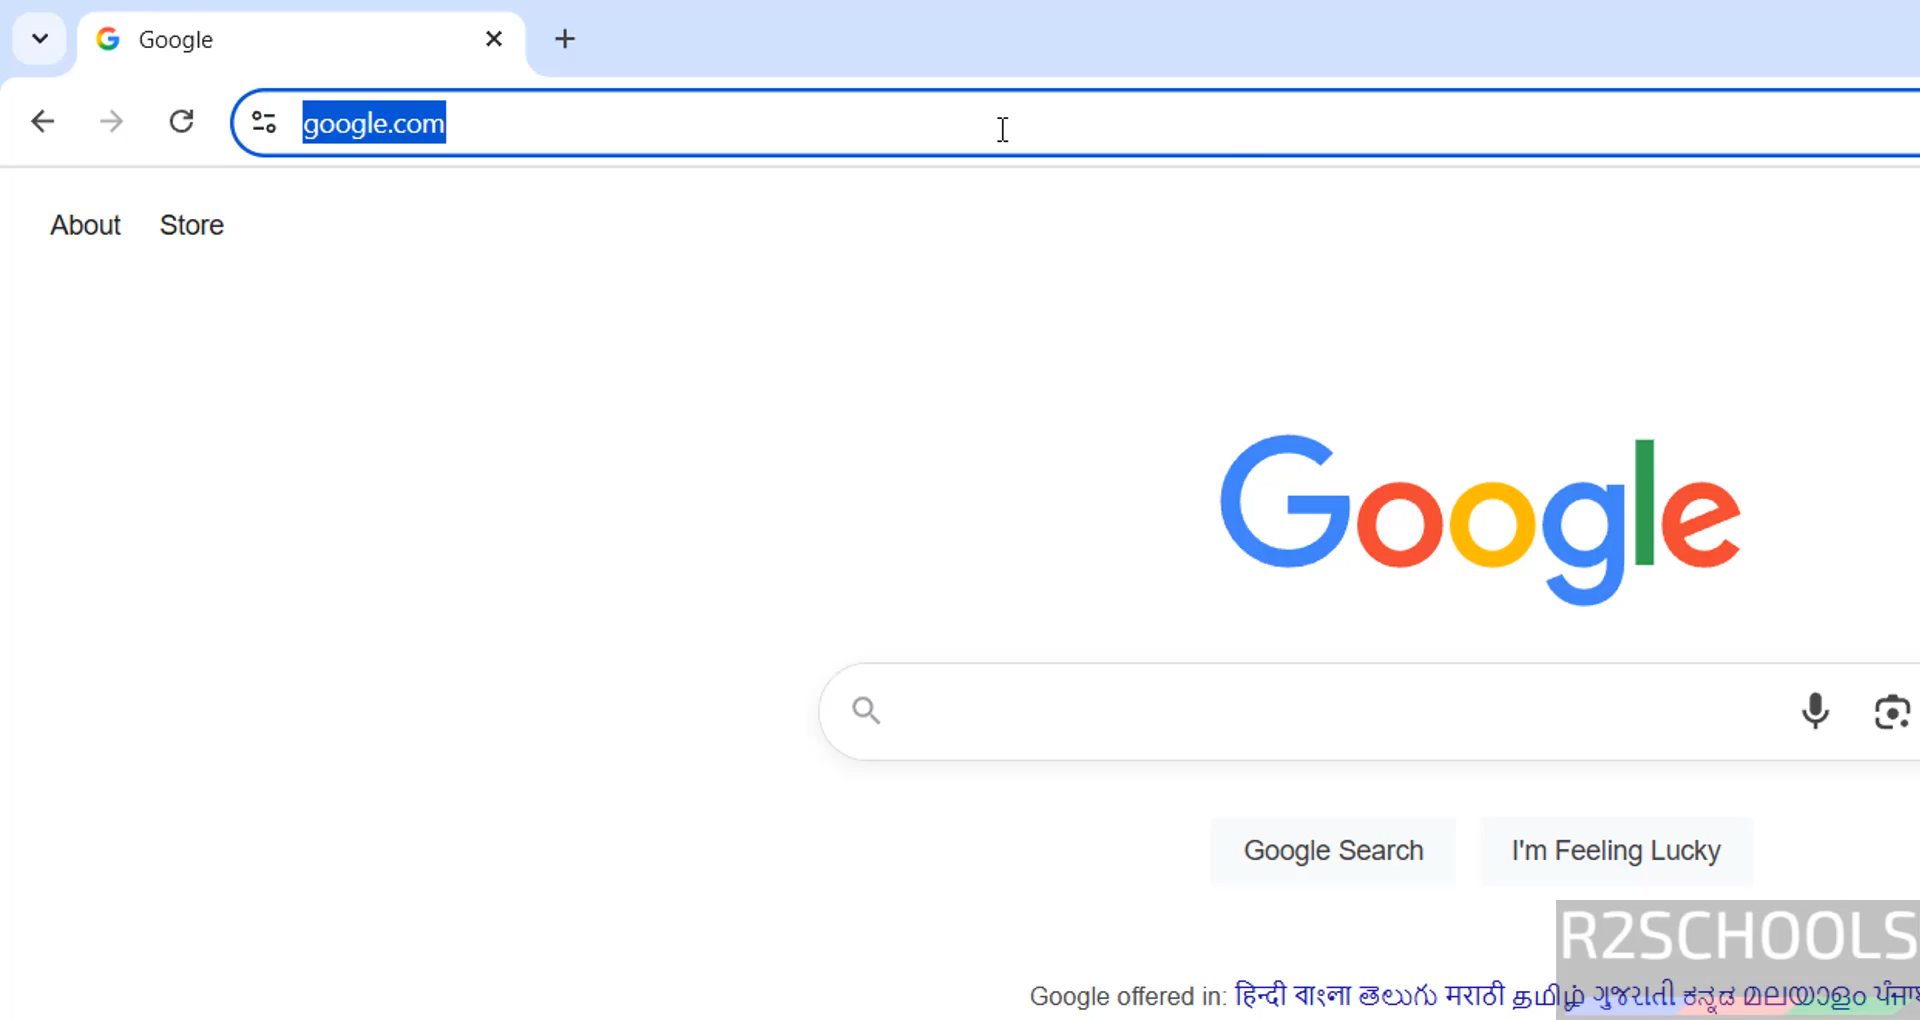 Google
google.com
About Store
Google
Google Search I'm Feeling Lucky
R2SCHOOLS
Google offered in: हिन्दी বাংলা తెలుగు मराठी தமிழ் ગુજરાતી ಕನ್ನಡ മലയാളം